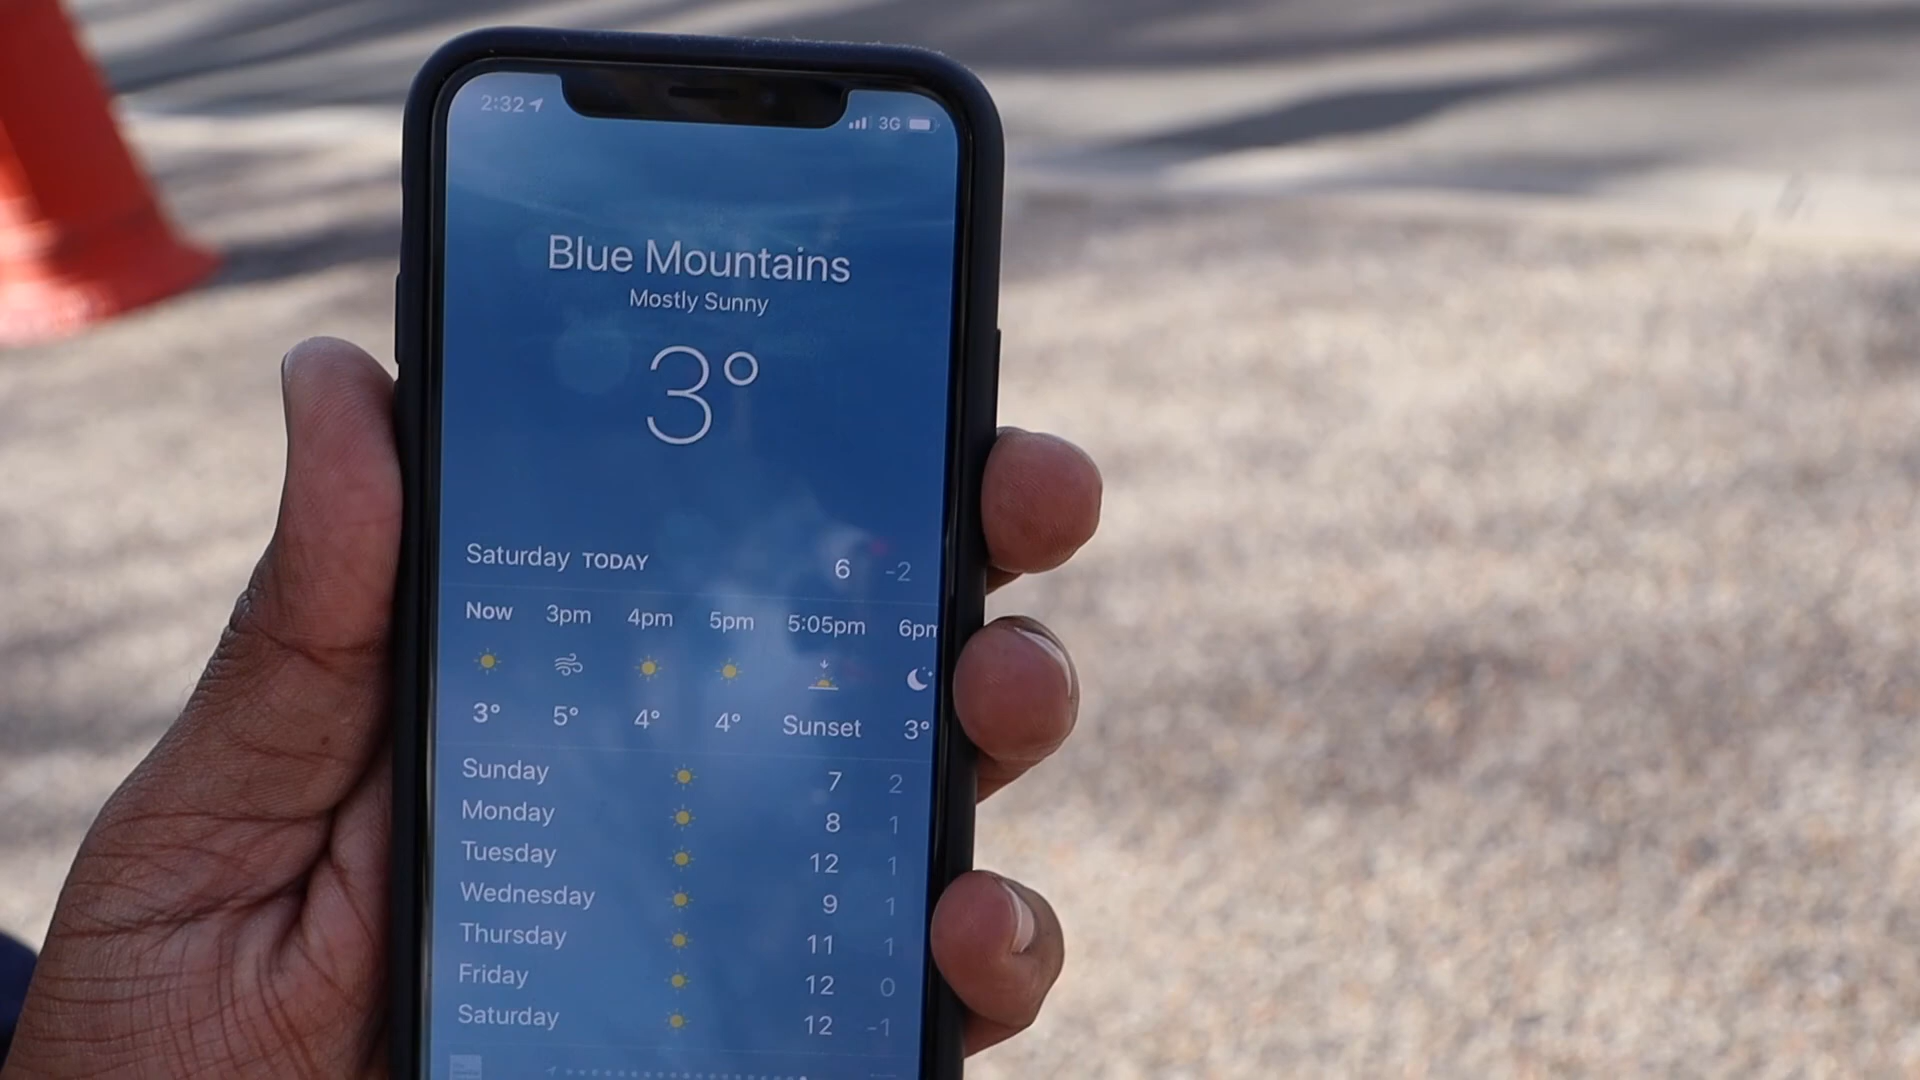 2:32
3G
Blue Mountains
Mostly Sunny
3°
Saturday TODAY 6 -2
Now 3pm 4pm 5pm 5:05pm 6pm
3° 5° 4° 4° Sunset 3°
Sunday 7 2
Monday 8 1
Tuesday 12 1
Wednesday 9 1
Thursday 11 1
Friday 12 0
Saturday 12 -1